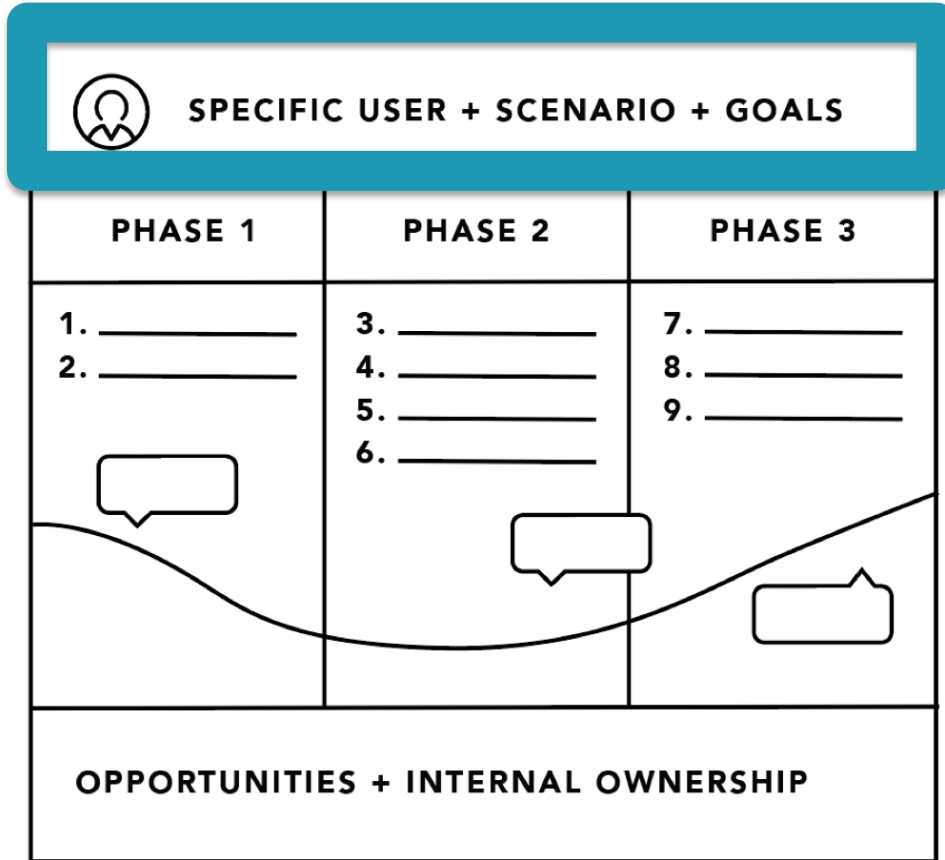 SPECIFIC USER + SCENARIO + GOALS
PHASE 1 PHASE 2 PHASE 3
1. 3. 7.
2. 4. 8.
5. 9.
6.
OPPORTUNITIES + INTERNAL OWNERSHIP